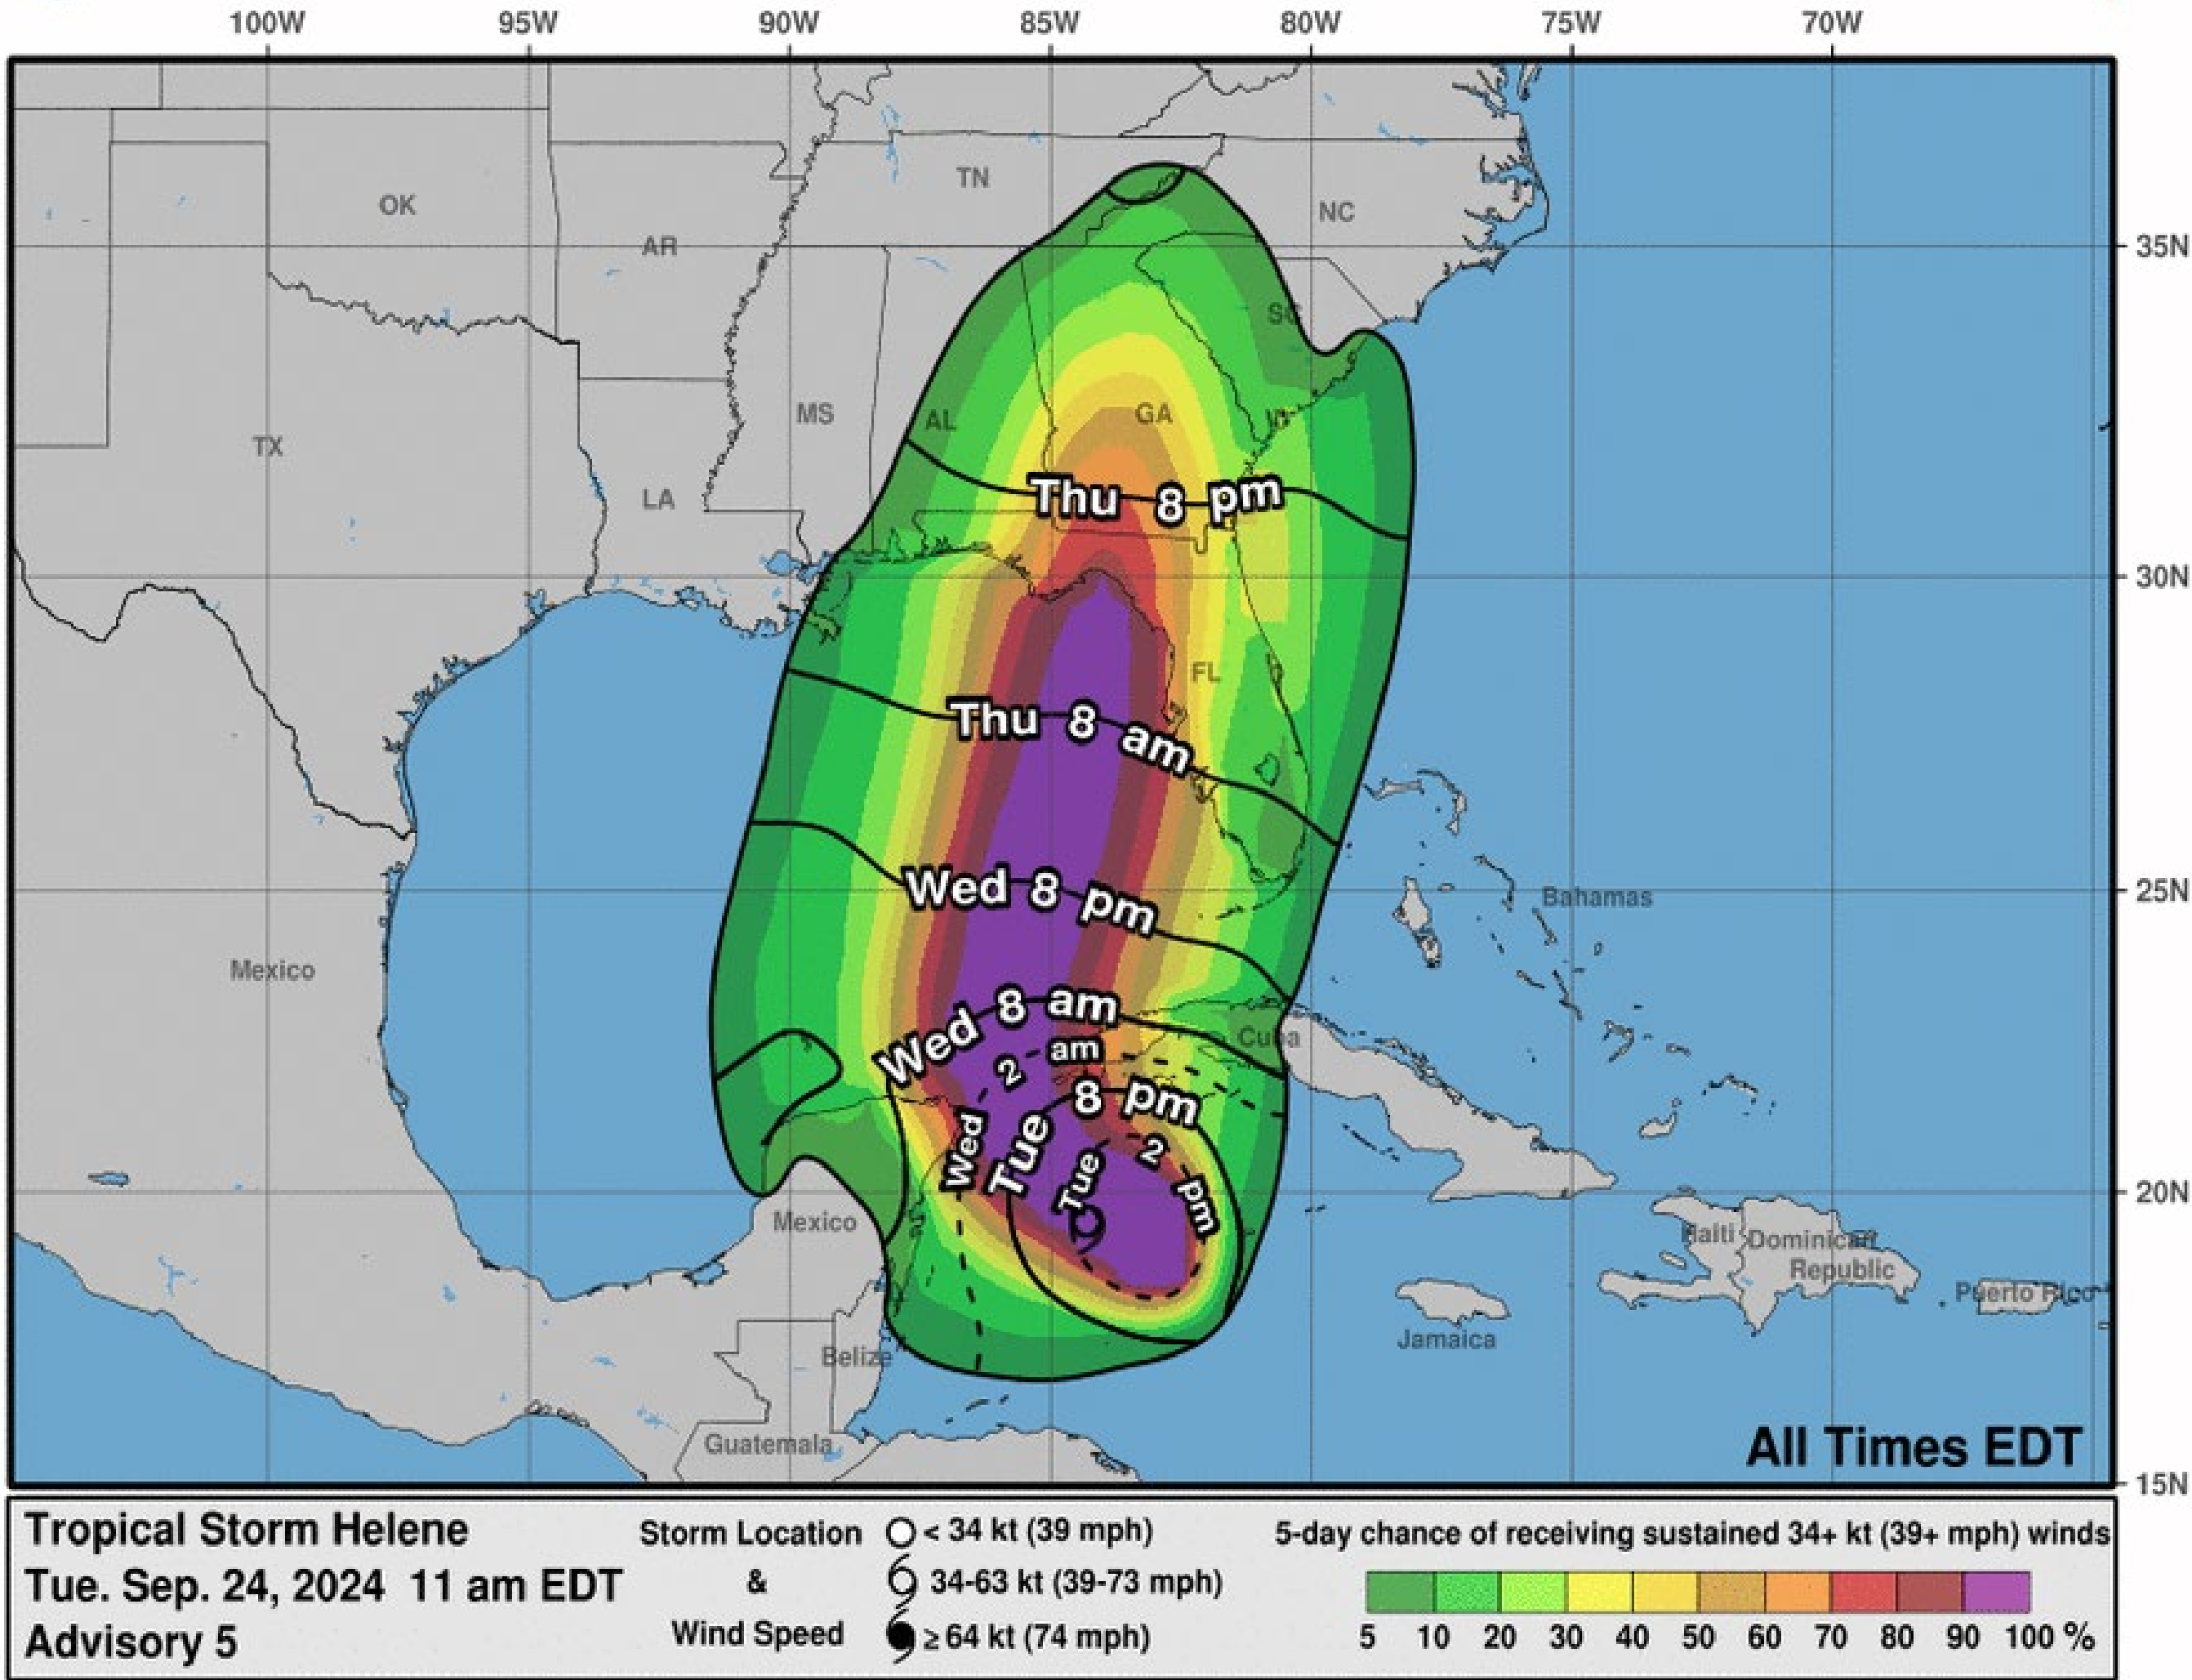 100W 95W 90W 85W 80W 75W 70W
TN
OK
NC
AR
35N
SC
MS
AL
GA
TX
LA
Thu 8 pm
30N
FL
Thu 8 am
Wed 8 pm
25N
Bahamas
Mexico
Wed 8 am
Cuba
Wed 2 am
Tue 8 pm
Tue 2 pm
20N
Mexico
Haiti
Dominican
Republic
Puerto Rico
Jamaica
Belize
Guatemala
All Times EDT
15N
Tropical Storm Helene
Tue. Sep. 24, 2024 11 am EDT
Advisory 5
Storm Location
&
Wind Speed
< 34 kt (39 mph)
34-63 kt (39-73 mph)
≥ 64 kt (74 mph)
5-day chance of receiving sustained 34+ kt (39+ mph) winds
5 10 20 30 40 50 60 70 80 90 100 %